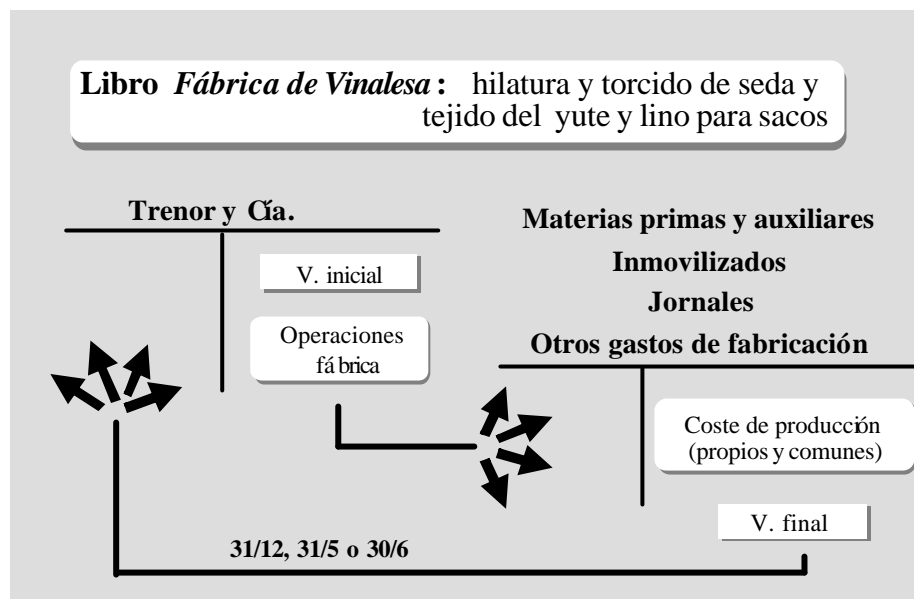 Libro Fábrica de Vinalesa: hilatura y torcido de seda y
tejido del yute y lino para sacos
Trenor y Cía.
V. inicial
Operaciones
fábrica
Materias primas y auxiliares
Inmovilizados
Jornales
Otros gastos de fabricación
Coste de producción
(propios y comunes)
V. final
31/12, 31/5 o 30/6